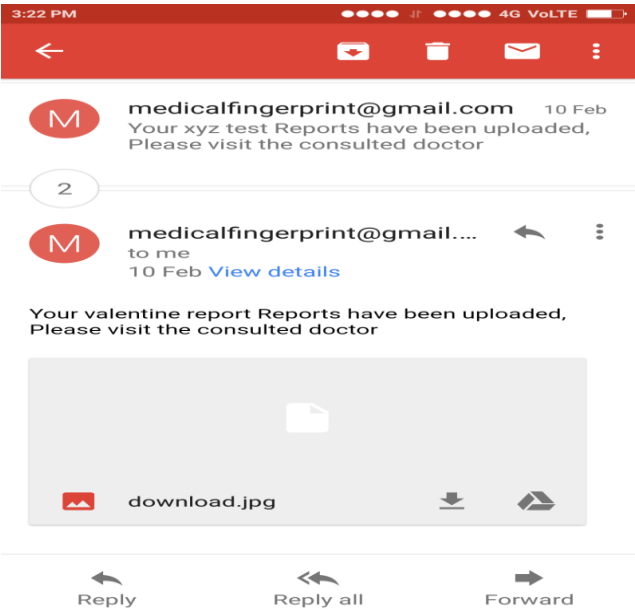 3:22 PM 4G VoLTE
M medicalfingerprint@gmail.com 10 Feb
Your xyz test Reports have been uploaded,
Please visit the consulted doctor
2
M medicalfingerprint@gmail....
to me
10 Feb View details
Your valentine report Reports have been uploaded,
Please visit the consulted doctor
download.jpg
Reply Reply all Forward